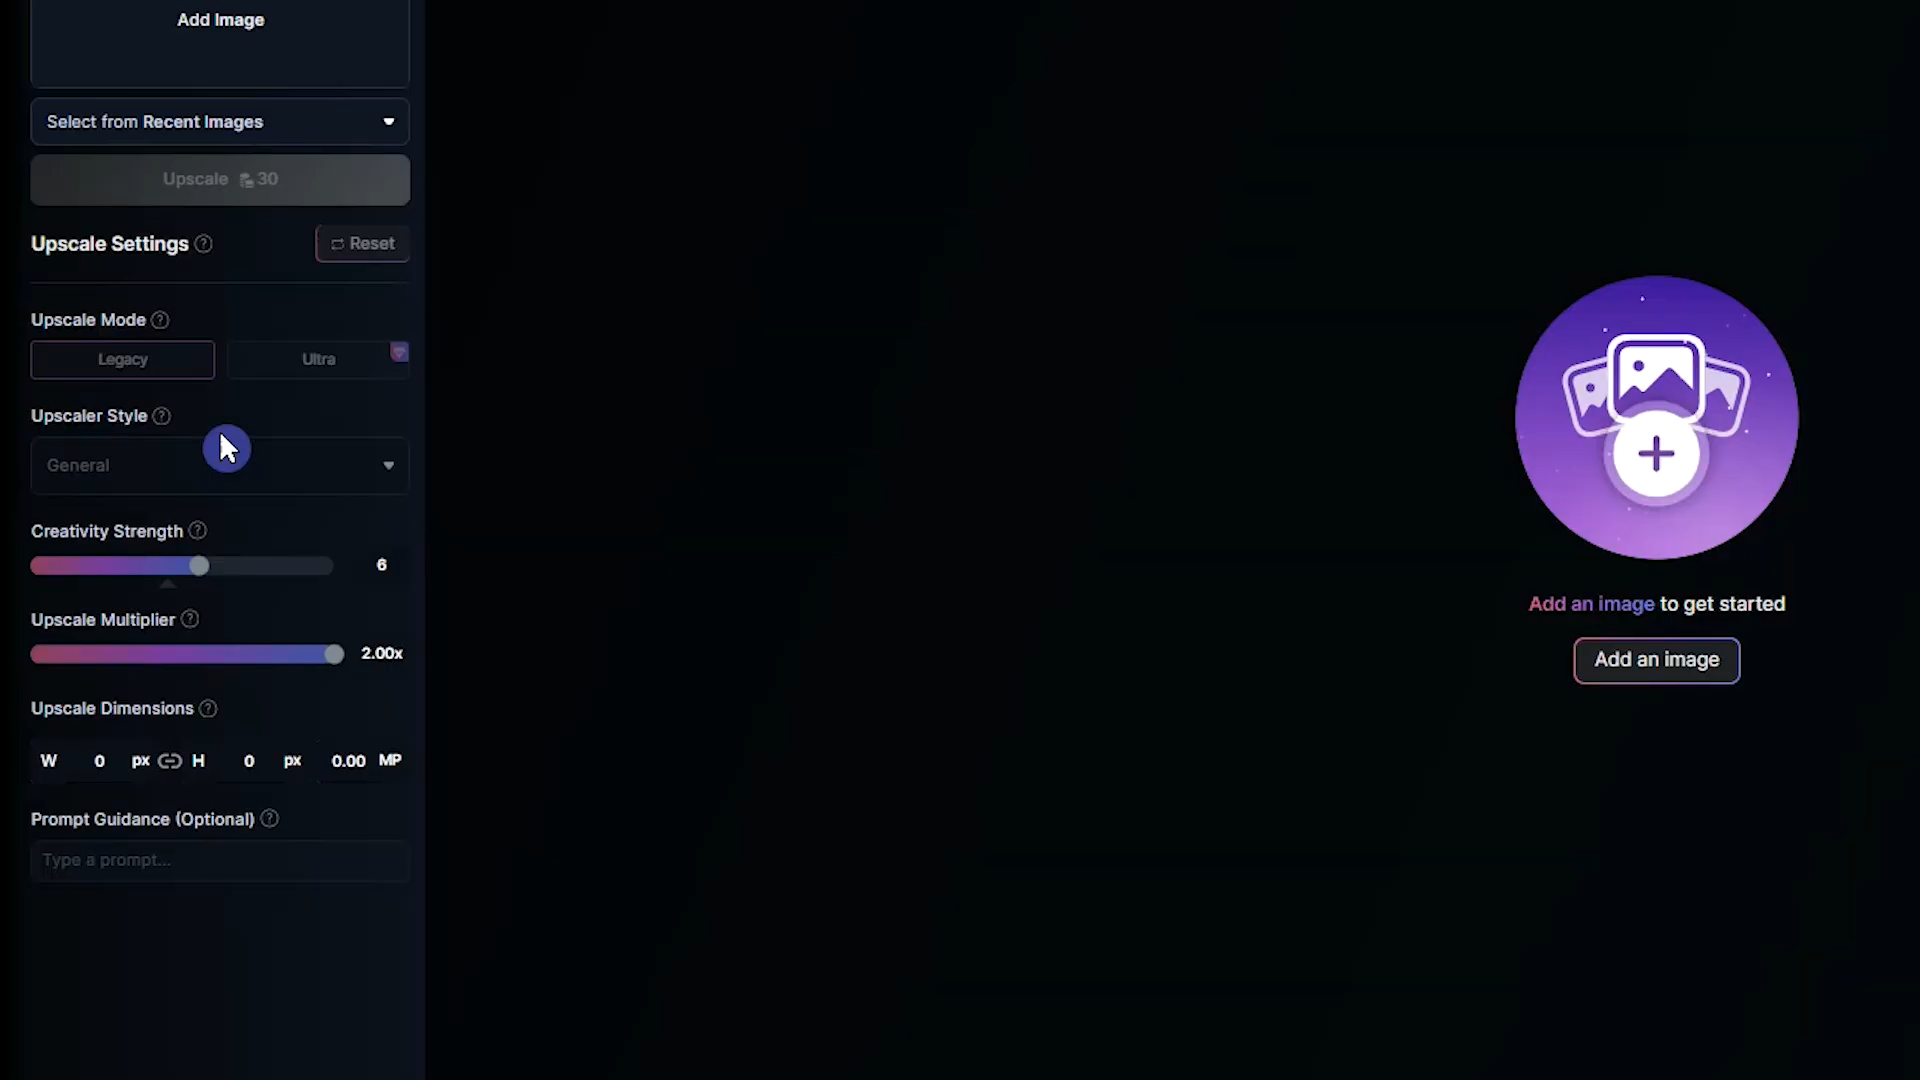 Add Image
Select from Recent Images
Upscale 30
Upscale Settings
Reset
Upscale Mode
Legacy
Ultra
Upscaler Style
General
Creativity Strength
6
Upscale Multiplier
2.00x
Upscale Dimensions
W 0 px H 0 px 0.00 MP
Prompt Guidance (Optional)
Type a prompt...
Add an image to get started
Add an image